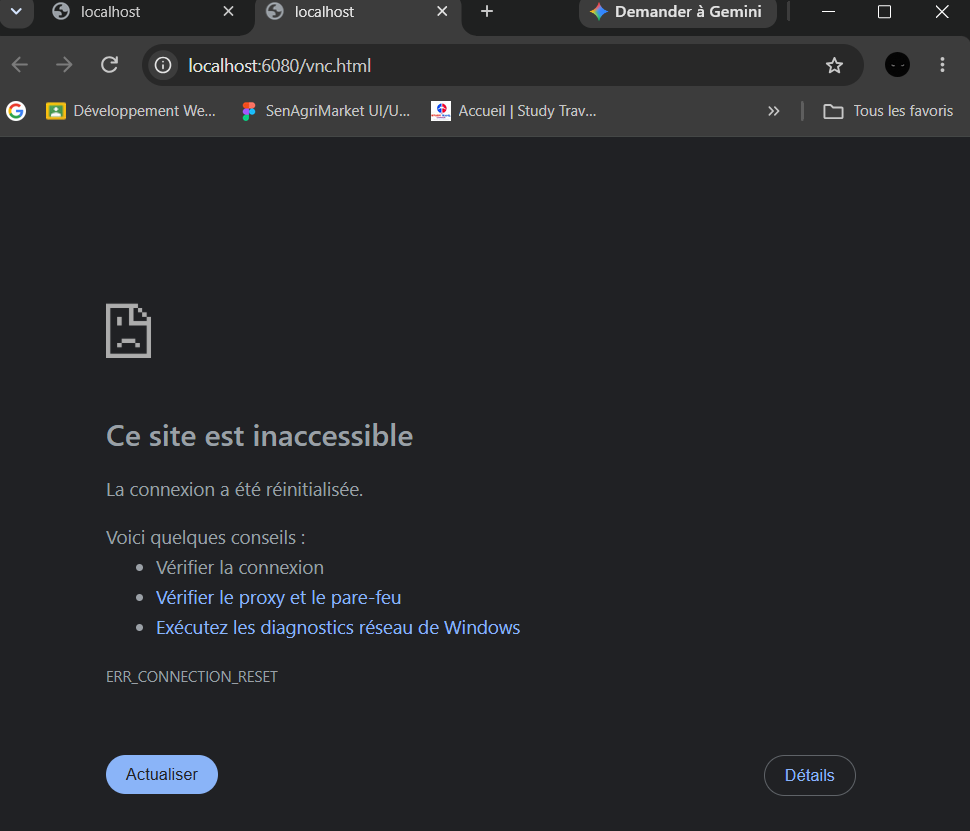 localhost
localhost
Demander à Gemini
localhost:6080/vnc.html
Développement We...
SenAgriMarket UI/U...
Accueil | Study Trav...
Tous les favoris
Ce site est inaccessible
La connexion a été réinitialisée.
Voici quelques conseils :
Vérifier la connexion
Vérifier le proxy et le pare-feu
Exécutez les diagnostics réseau de Windows
ERR_CONNECTION_RESET
Actualiser
Détails